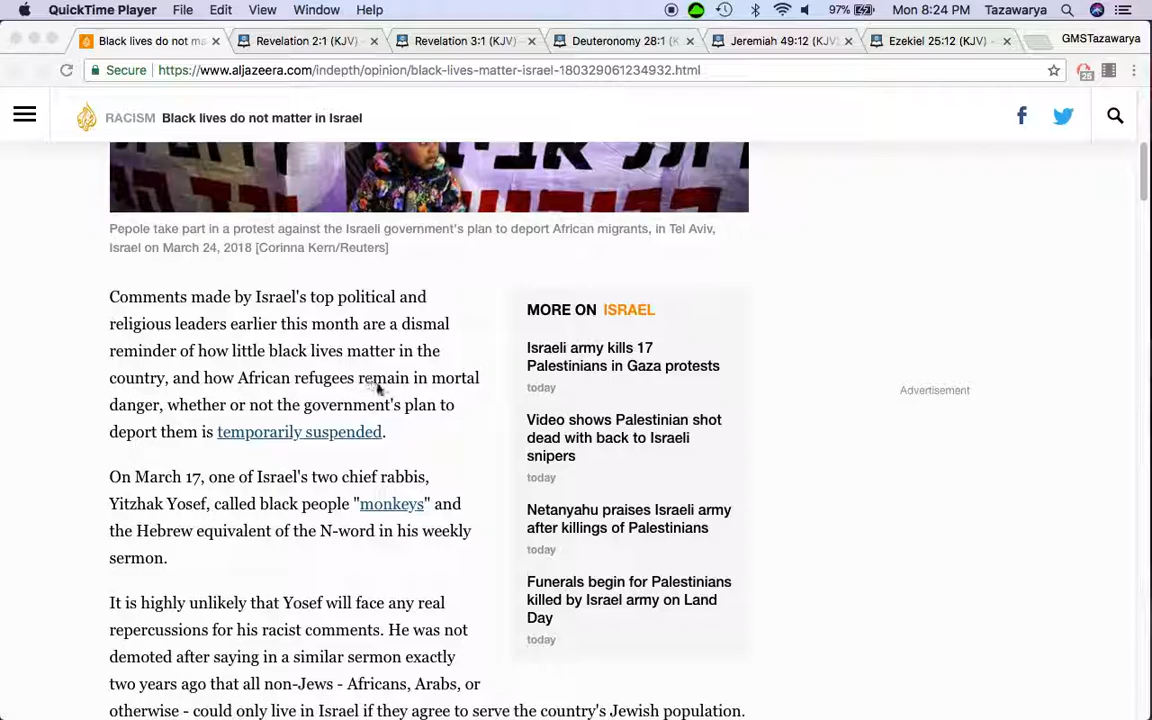 QuickTime Player File Edit View Window Help 97% Mon 8:24 PM Tazawarya
Black lives do not ma Revelation 2:1 (KJV) Revelation 3:1 (KJV) Deuteronomy 28:1 ( Jeremiah 49:12 (KJV Ezekiel 25:12 (KJV) GMSTazawarya
Secure https://www.aljazeera.com/indepth/opinion/black-lives-matter-israel-180329061234932.html 25
RACISM Black lives do not matter in Israel
Pepole take part in a protest against the Israeli government's plan to deport African migrants, in Tel Aviv,
Israel on March 24, 2018 [Corinna Kern/Reuters]
Comments made by Israel's top political and
religious leaders earlier this month are a dismal
reminder of how little black lives matter in the
country, and how African refugees remain in mortal
danger, whether or not the government's plan to
deport them is temporarily suspended.
On March 17, one of Israel's two chief rabbis,
Yitzhak Yosef, called black people "monkeys" and
the Hebrew equivalent of the N-word in his weekly
sermon.
It is highly unlikely that Yosef will face any real
repercussions for his racist comments. He was not
demoted after saying in a similar sermon exactly
two years ago that all non-Jews - Africans, Arabs, or
otherwise - could only live in Israel if they agree to serve the country's Jewish population.
MORE ON ISRAEL
Israeli army kills 17
Palestinians in Gaza protests
today
Video shows Palestinian shot
dead with back to Israeli
snipers
today
Netanyahu praises Israeli army
after killings of Palestinians
today
Funerals begin for Palestinians
killed by Israel army on Land
Day
today
Advertisement